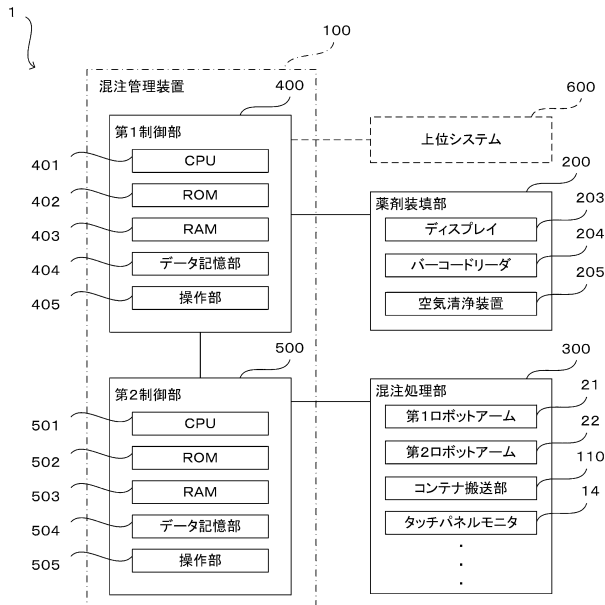 1
100
混注管理装置
400
第1制御部
401
CPU
402
ROM
403
RAM
404
データ記憶部
405
操作部
500
第2制御部
501
CPU
502
ROM
503
RAM
504
データ記憶部
505
操作部
600
上位システム
200
薬剤装填部
203
ディスプレイ
204
バーコードリーダ
205
空気清浄装置
300
混注処理部
21
第1ロボットアーム
22
第2ロボットアーム
110
コンテナ搬送部
14
タッチパネルモニタ
・
・
・